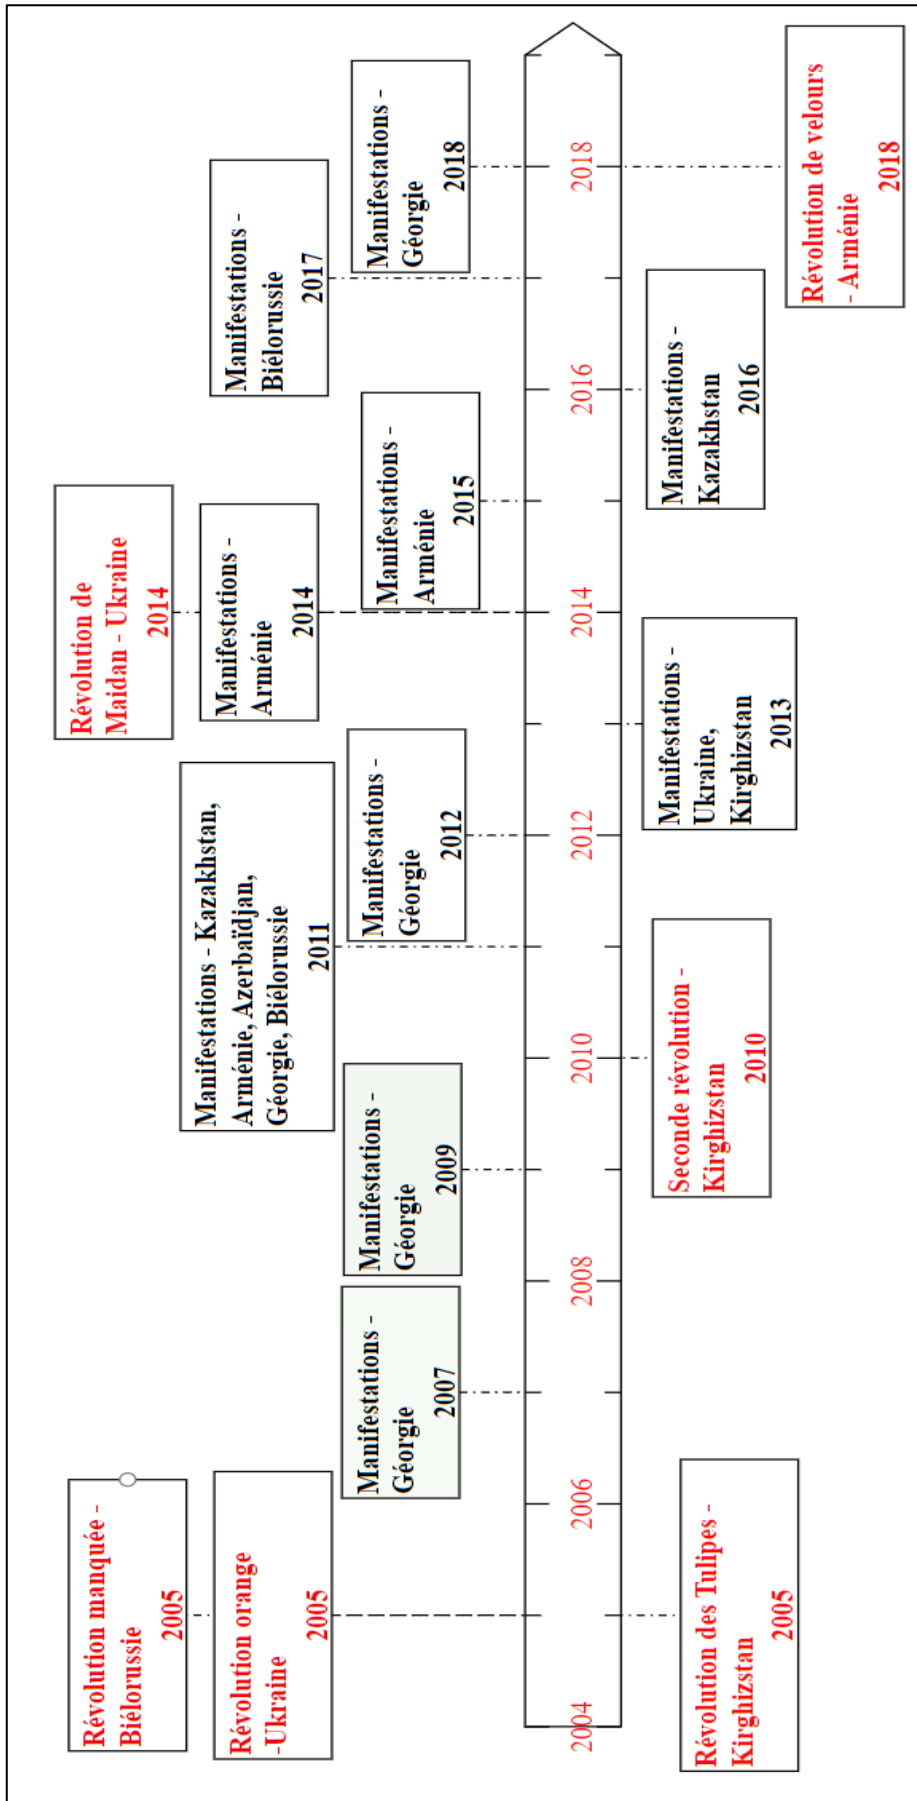 Révolution manquée -
Biélorussie
2005
Révolution orange
-Ukraine
2005
Manifestations -
Géorgie
2007
Manifestations -
Géorgie
2009
Manifestations - Kazakhstan,
Arménie, Azerbaïdjan,
Géorgie, Biélorussie
2011
Manifestations -
Géorgie
2012
Révolution de
Maidan - Ukraine
2014
Manifestations -
Arménie
2014
Manifestations -
Arménie
2015
Manifestations -
Biélorussie
2017
Manifestations -
Géorgie
2018
2004
2006
2008
2010
2012
2014
2016
2018
Révolution des Tulipes -
Kirghizstan
2005
Seconde révolution -
Kirghizstan
2010
Manifestations -
Ukraine,
Kirghizstan
2013
Manifestations -
Kazakhstan
2016
Révolution de velours
- Arménie
2018